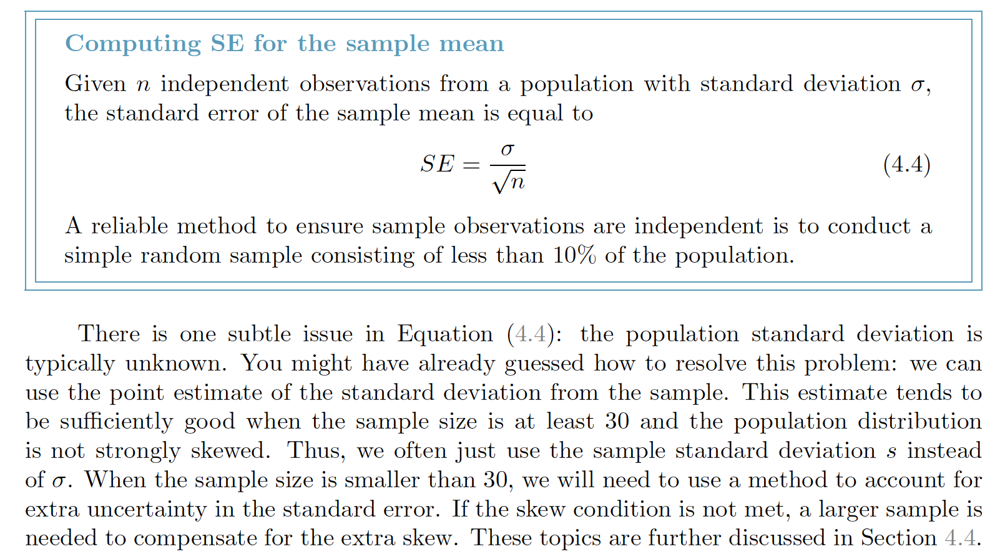 Computing SE for the sample mean
Given n independent observations from a population with standard deviation σ,
the standard error of the sample mean is equal to
SE = σ/√n (4.4)
A reliable method to ensure sample observations are independent is to conduct a
simple random sample consisting of less than 10% of the population.
There is one subtle issue in Equation (4.4): the population standard deviation is
typically unknown. You might have already guessed how to resolve this problem: we can
use the point estimate of the standard deviation from the sample. This estimate tends to
be sufficiently good when the sample size is at least 30 and the population distribution
is not strongly skewed. Thus, we often just use the sample standard deviation s instead
of σ. When the sample size is smaller than 30, we will need to use a method to account for
extra uncertainty in the standard error. If the skew condition is not met, a larger sample is
needed to compensate for the extra skew. These topics are further discussed in Section 4.4.